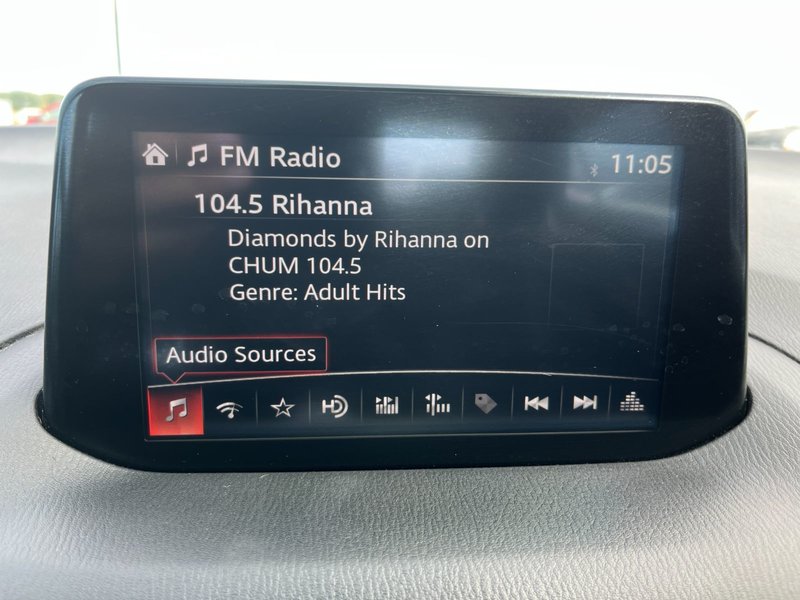 FM Radio
11:05
104.5 Rihanna
Diamonds by Rihanna on
CHUM 104.5
Genre: Adult Hits
Audio Sources
HD